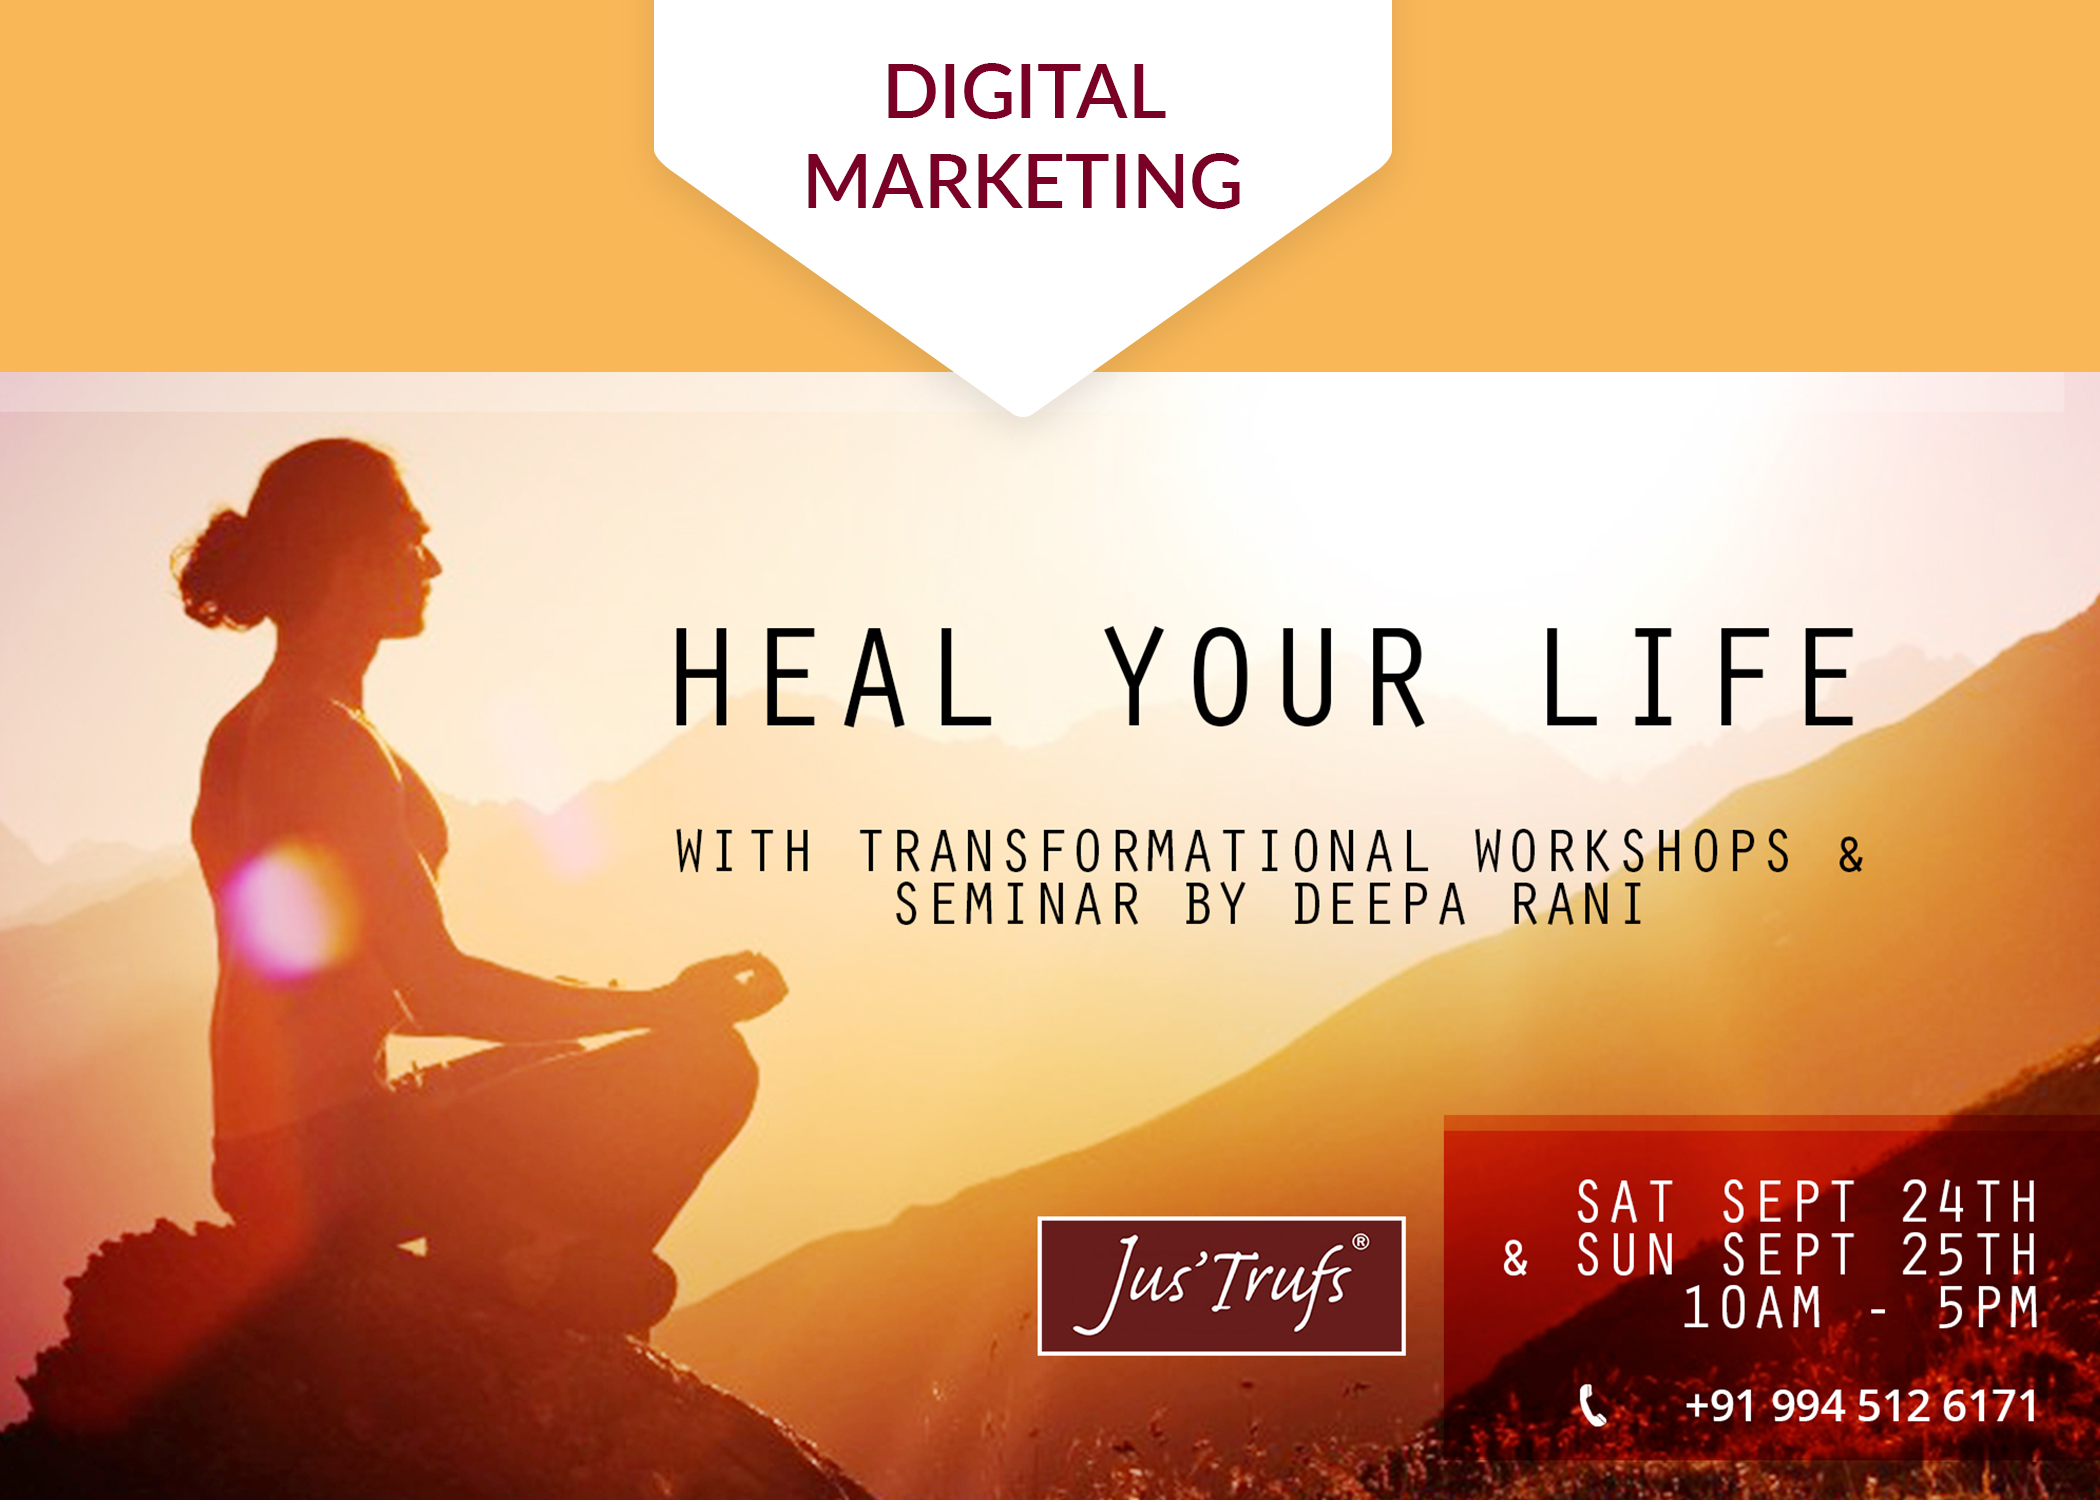 DIGITAL
MARKETING
HEAL YOUR LIFE
WITH TRANSFORMATIONAL WORKSHOPS &
SEMINAR BY DEEPA RANI
Jus'Trufs®
SAT SEPT 24TH
& SUN SEPT 25TH
10AM - 5PM
+91 994 512 6171